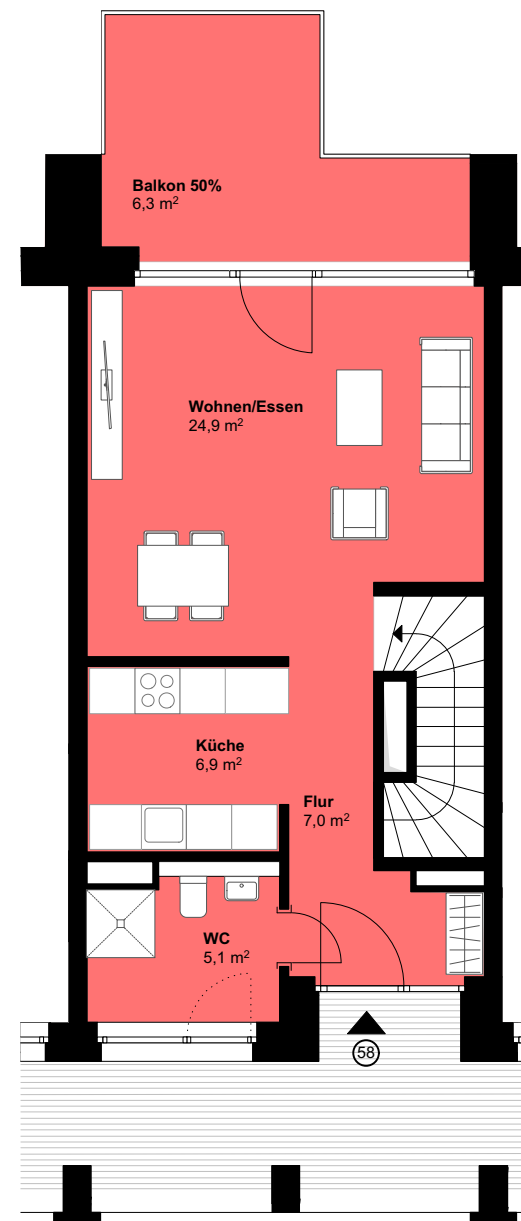 Balkon 50%
6,3 m²
Wohnen/Essen
24,9 m²
Küche
6,9 m²
Flur
7,0 m²
WC
5,1 m²
58